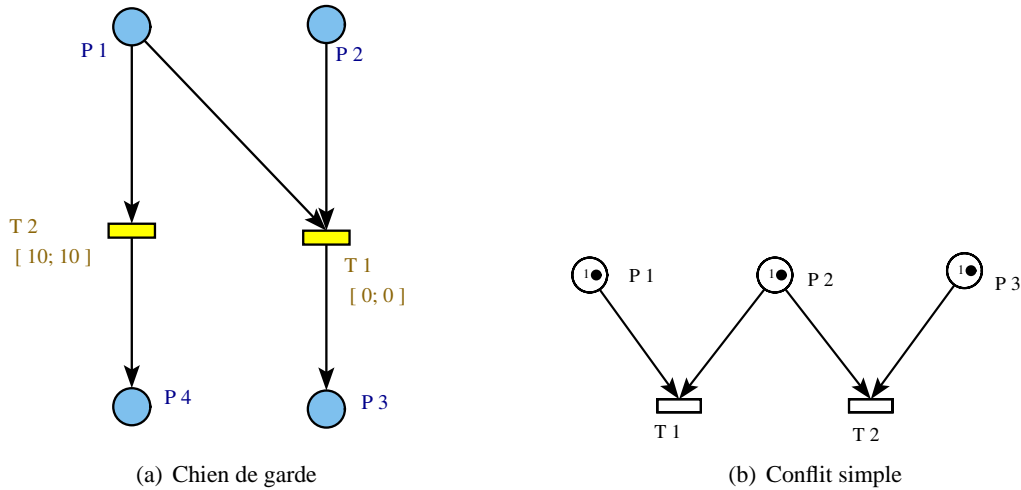 P 1
P 2
T 2
[ 10; 10 ]
T 1
[ 0; 0 ]
P 4
P 3
1
P 1
1
P 2
1
P 3
T 1
T 2
(a) Chien de garde
(b) Conflit simple